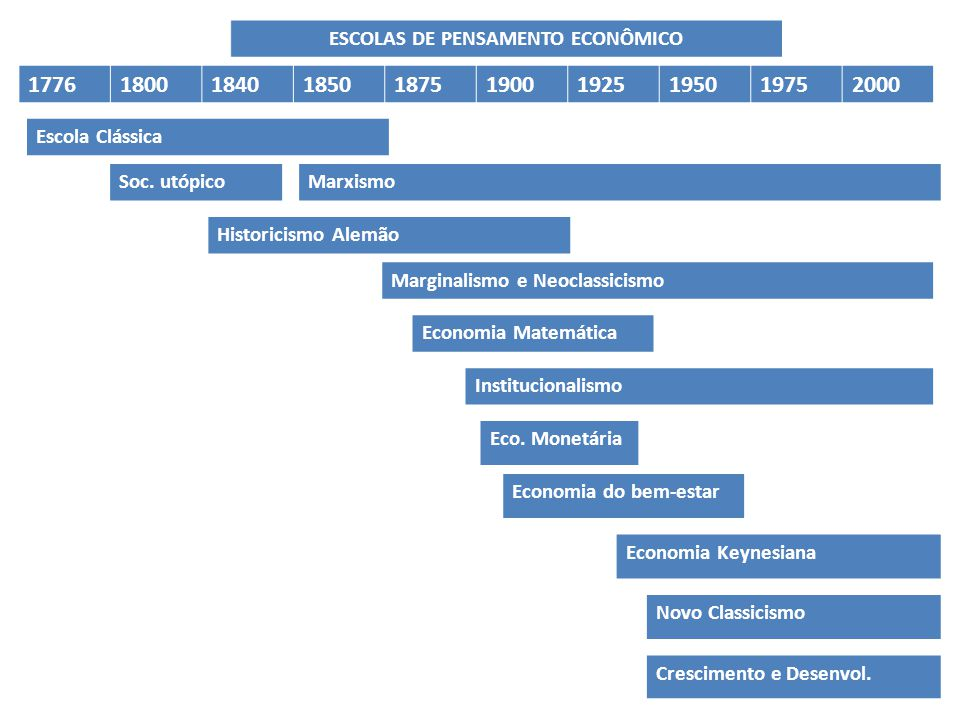 ESCOLAS DE PENSAMENTO ECONÔMICO
1776 1800 1840 1850 1875 1900 1925 1950 1975 2000
Escola Clássica
Soc. utópico Marxismo
Historicismo Alemão
Marginalismo e Neoclassicismo
Economia Matemática
Institucionalismo
Eco. Monetária
Economia do bem-estar
Economia Keynesiana
Novo Classicismo
Crescimento e Desenvol.